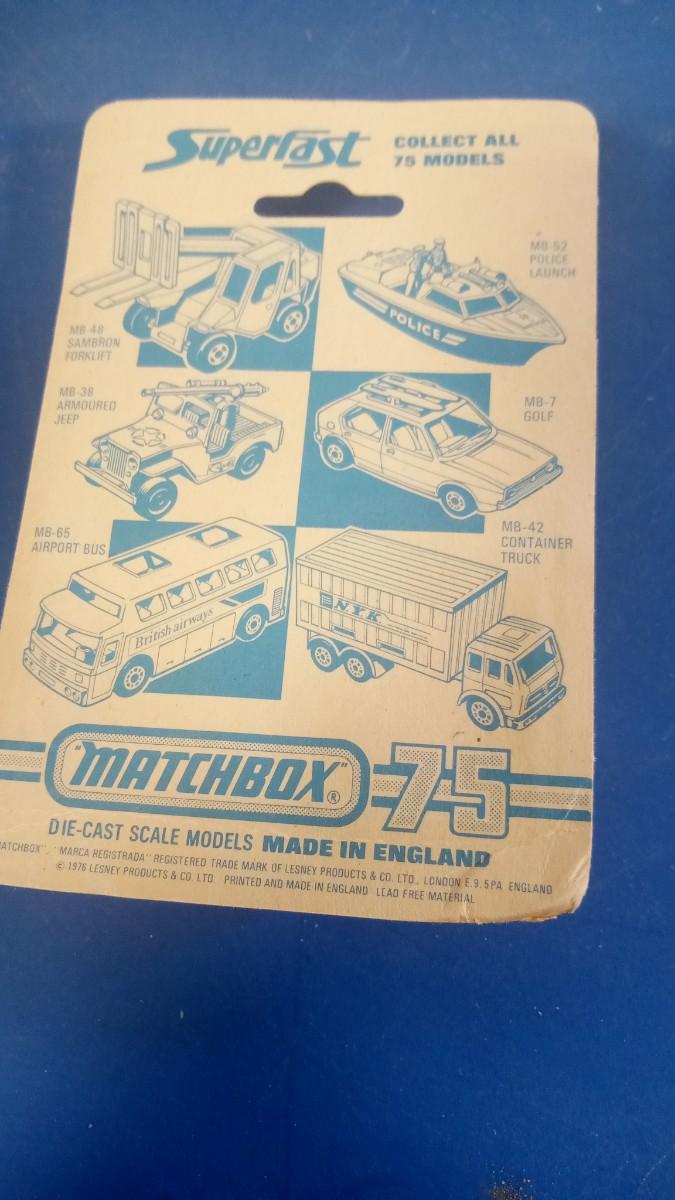 Superfast
COLLECT ALL
75 MODELS
MB-52
POLICE
LAUNCH
POLICE
MB-48
SAMBRON
FORKLIFT
MB-38
ARMOURED
JEEP
MB-7
GOLF
MB-65
AIRPORT BUS
British airways
MB-42
CONTAINER
TRUCK
NYK
"MATCHBOX"® 75
DIE-CAST SCALE MODELS MADE IN ENGLAND
MATCHBOX" "MARCA REGISTRADA" REGISTERED TRADE MARK OF LESNEY PRODUCTS & CO. LTD., LONDON E.9. 5PA ENGLAND
© 1976 LESNEY PRODUCTS & CO. LTD. PRINTED AND MADE IN ENGLAND LEAD FREE MATERIAL